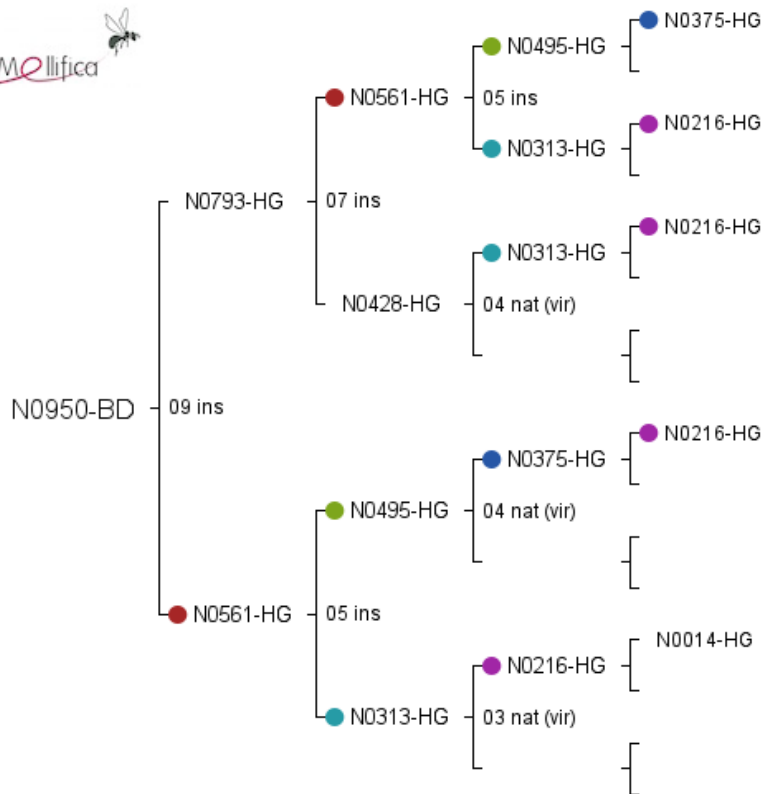 Mellifica
N0375-HG
N0495-HG
N0561-HG
05 ins
N0216-HG
N0313-HG
N0793-HG
07 ins
N0216-HG
N0313-HG
N0428-HG
04 nat (vir)
N0950-BD
09 ins
N0216-HG
N0375-HG
N0495-HG
04 nat (vir)
N0561-HG
05 ins
N0014-HG
N0216-HG
N0313-HG
03 nat (vir)